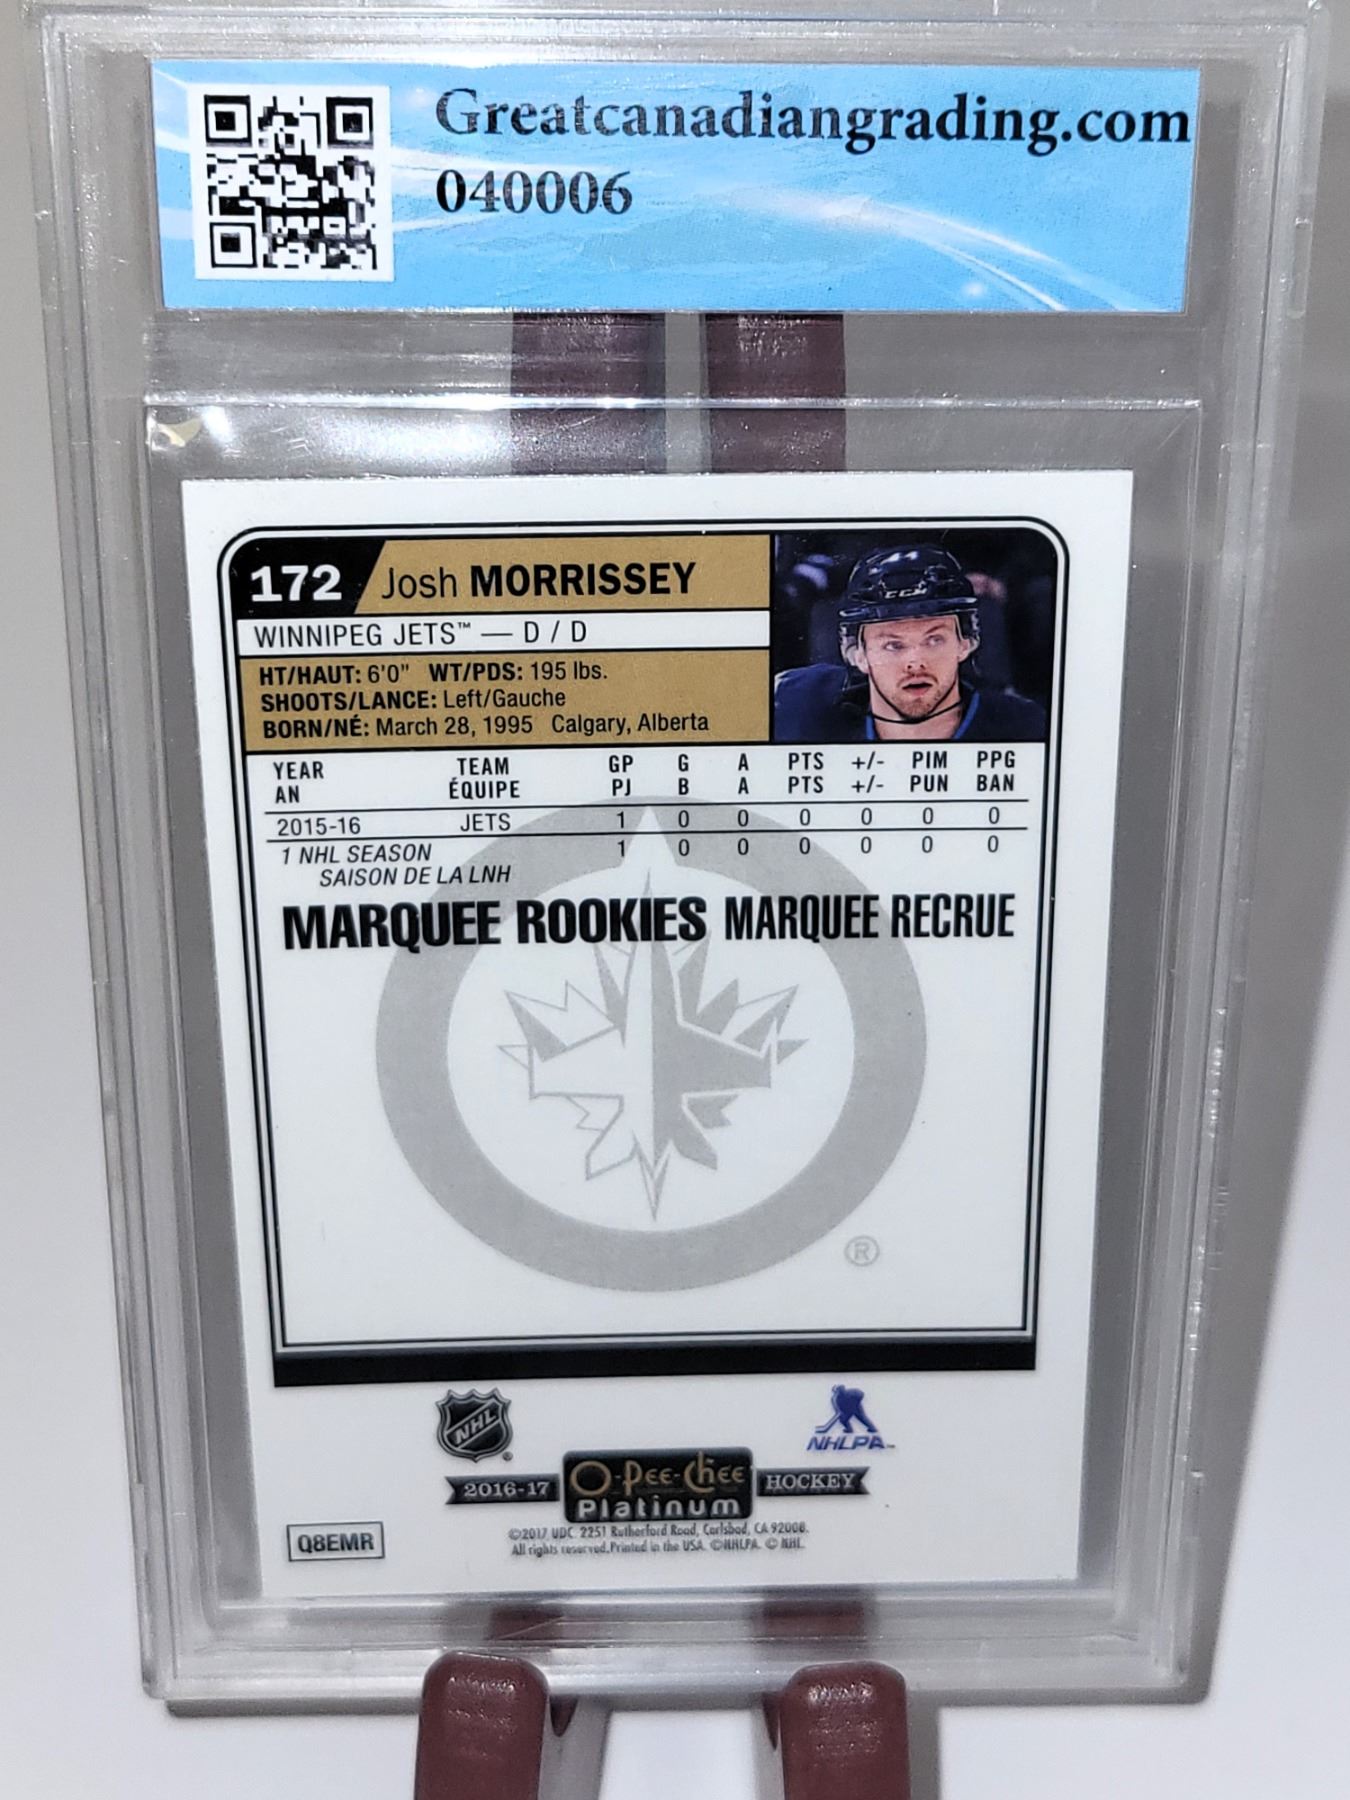 Greatcanadiangrading.com
040006
172 Josh MORRISSEY
WINNIPEG JETS™ — D / D
HT/HAUT: 6'0" WT/PDS: 195 lbs.
SHOOTS/LANCE: Left/Gauche
BORN/NÉ: March 28, 1995 Calgary, Alberta
CCM
YEAR TEAM GP G A PTS +/- PIM PPG
AN ÉQUIPE PJ B A PTS +/- PUN BAN
2015-16 JETS 1 0 0 0 0 0 0
1 NHL SEASON 1 0 0 0 0 0 0
SAISON DE LA LNH
MARQUEE ROOKIES MARQUEE RECRUE
®
NHL
NHLPA
2016-17 O-Pee-Chee HOCKEY
Platinum
Q8EMR
©2017 UDC. 2251 Rutherford Road, Carlsbad, CA 92008.
All rights reserved. Printed in the USA. ©NHLPA. © NHL.